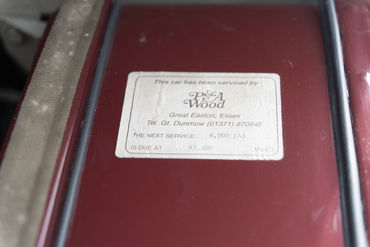 This car has been serviced by
P&A
Wood
Great Easton, Essex
Tel. Gt. Dunmow (01371) 870848
THE NEXT SERVICE 6,000 (A)
IS DUE AT 97,300 MILES